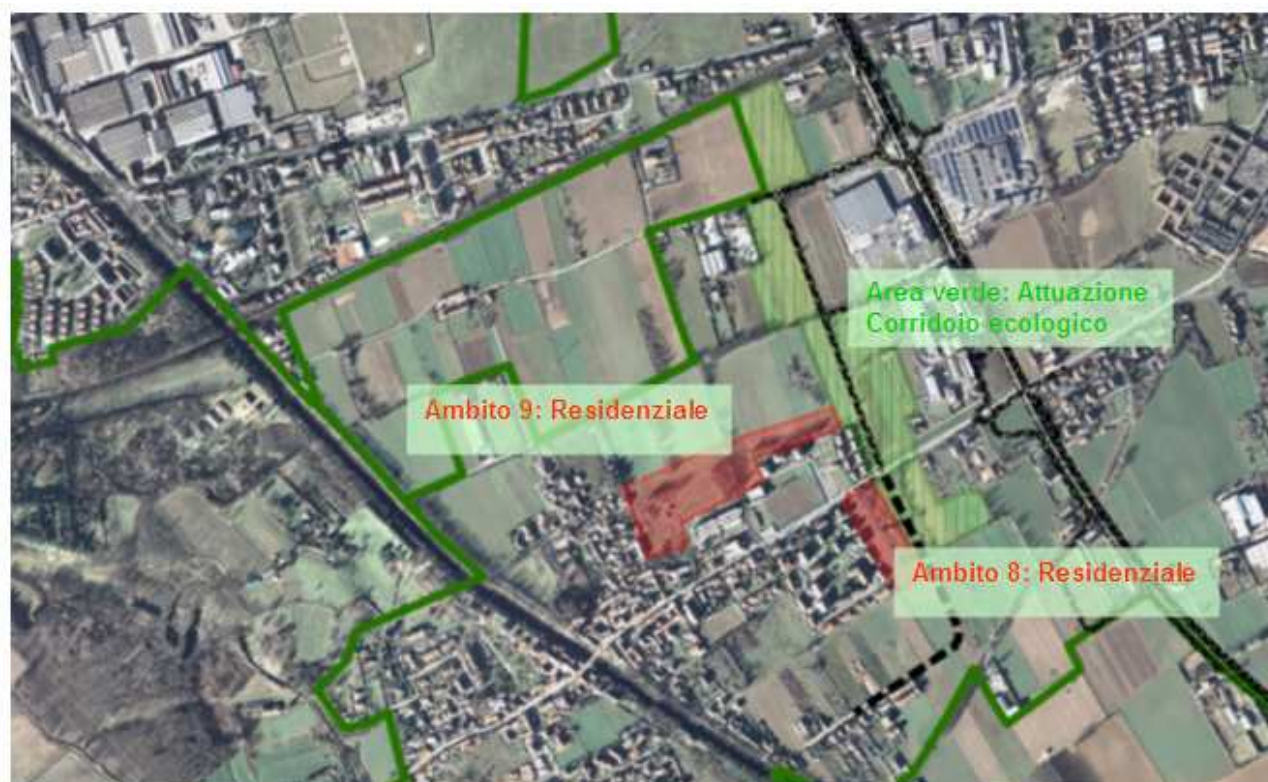 Area verde: Attuazione
Corridoio ecologico
Ambito 9: Residenziale
Ambito 8: Residenziale